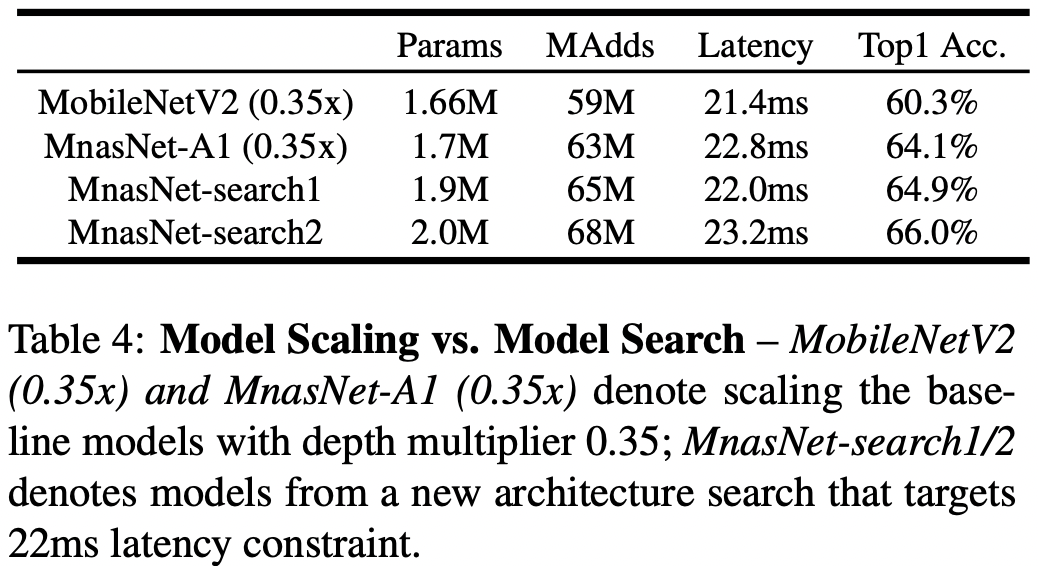 Params MAdds Latency Top1 Acc.
MobileNetV2 (0.35x) 1.66M 59M 21.4ms 60.3%
MnasNet-A1 (0.35x) 1.7M 63M 22.8ms 64.1%
MnasNet-search1 1.9M 65M 22.0ms 64.9%
MnasNet-search2 2.0M 68M 23.2ms 66.0%
Table 4: Model Scaling vs. Model Search – MobileNetV2
(0.35x) and MnasNet-A1 (0.35x) denote scaling the base-
line models with depth multiplier 0.35; MnasNet-search1/2
denotes models from a new architecture search that targets
22ms latency constraint.